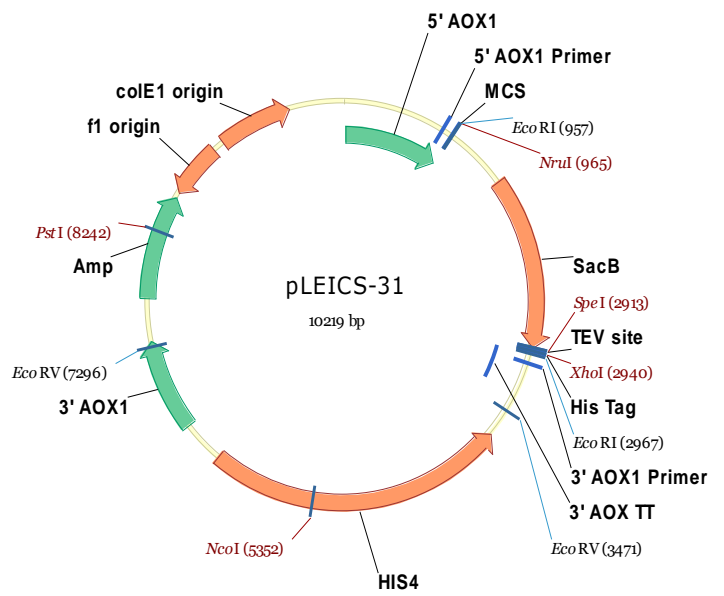 5' AOX1
5' AOX1 Primer
colE1 origin
MCS
f1 origin
EcoRI (957)
NruI (965)
PstI (8242)
Amp
SacB
pLEICS-31
10219 bp
SpeI (2913)
TEV site
XhoI (2940)
EcoRV (7296)
3' AOX1
His Tag
EcoRI (2967)
3' AOX1 Primer
3' AOX TT
NcoI (5352)
EcoRV (3471)
HIS4